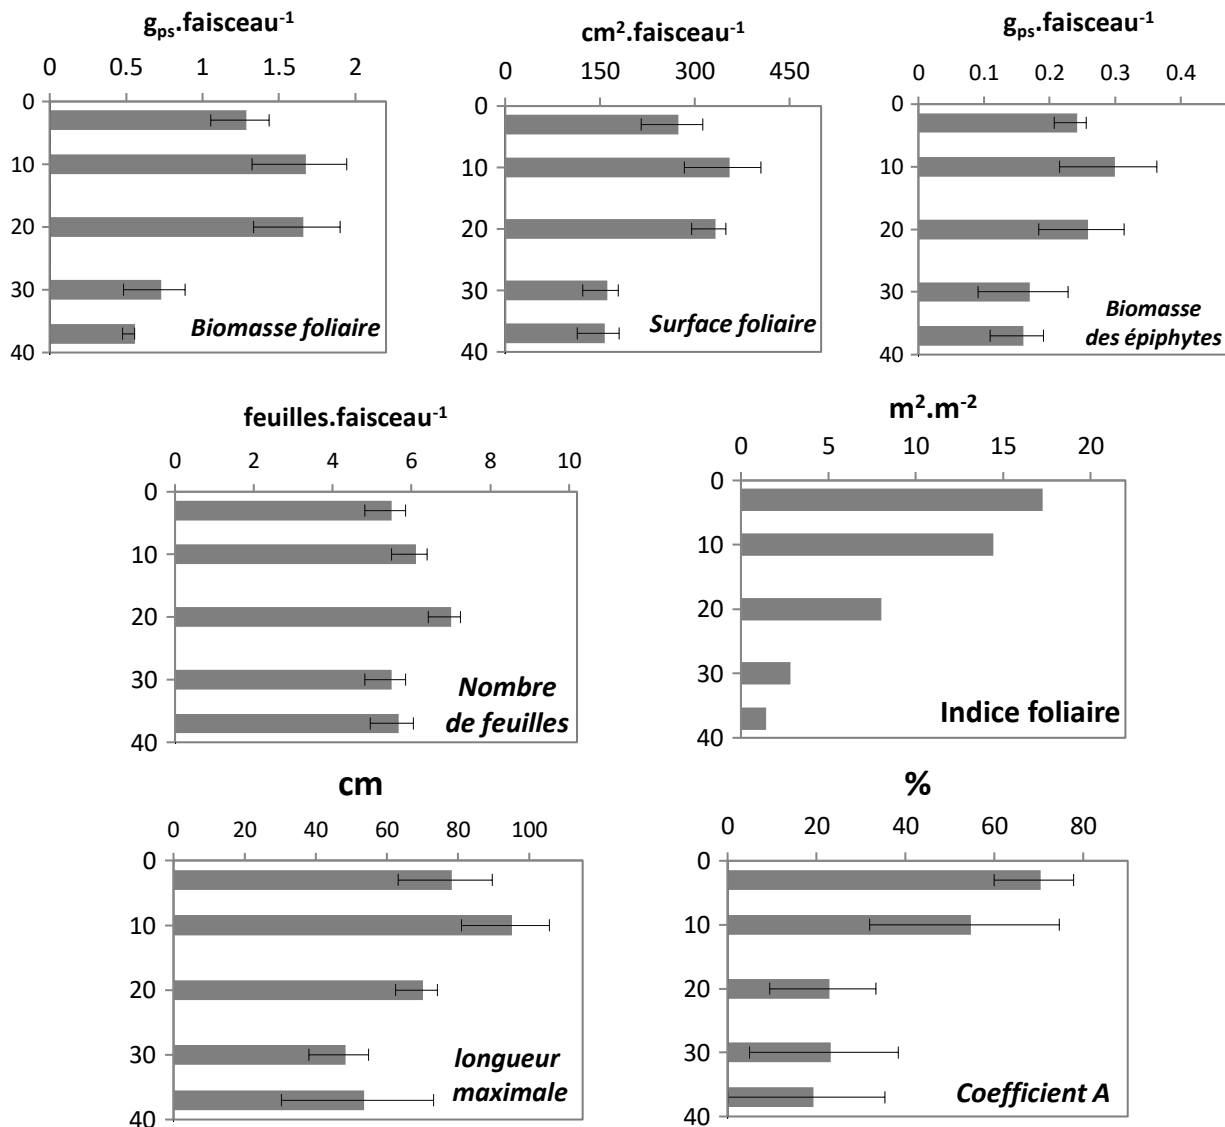 g_ps.faisceau⁻¹
0 0.5 1 1.5 2
0
10
20
30
40
Biomasse foliaire
cm².faisceau⁻¹
0 150 300 450
0
10
20
30
40
Surface foliaire
g_ps.faisceau⁻¹
0 0.1 0.2 0.3 0.4
0
10
20
30
40
Biomasse
des épiphytes
feuilles.faisceau⁻¹
0 2 4 6 8 10
0
10
20
30
40
Nombre
de feuilles
m².m⁻²
0 5 10 15 20
0
10
20
30
40
Indice foliaire
cm
0 20 40 60 80 100
0
10
20
30
40
longueur
maximale
%
0 20 40 60 80
0
10
20
30
40
Coefficient A